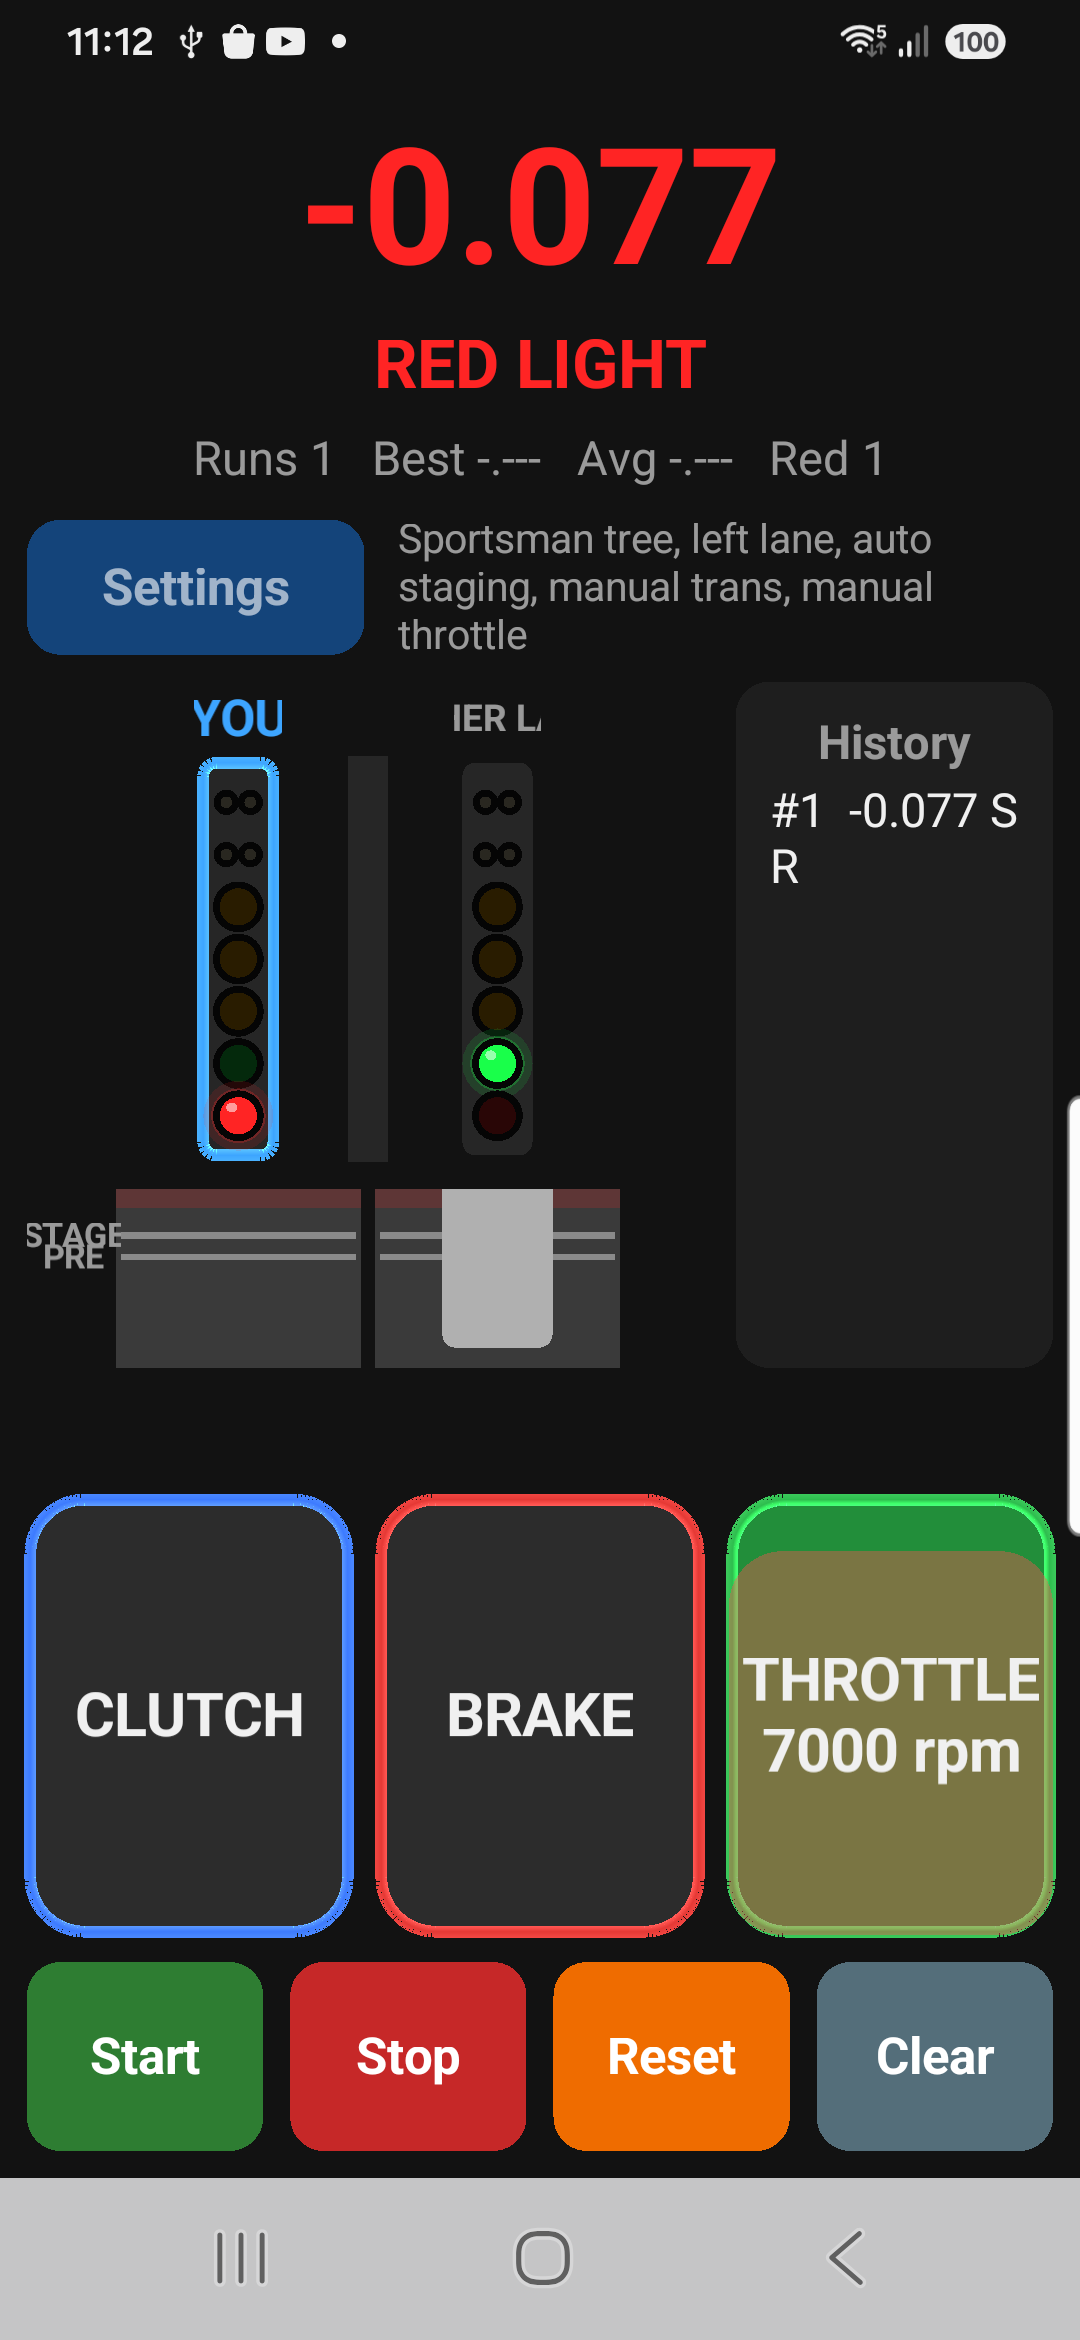 11:12
5
100
-0.077
RED LIGHT
Runs 1 Best -.--- Avg -.--- Red 1
Settings
Sportsman tree, left lane, auto
staging, manual trans, manual
throttle
YOU
IER LA
History
#1 -0.077 S
R
STAGE
PRE
CLUTCH
BRAKE
THROTTLE
7000 rpm
Start
Stop
Reset
Clear